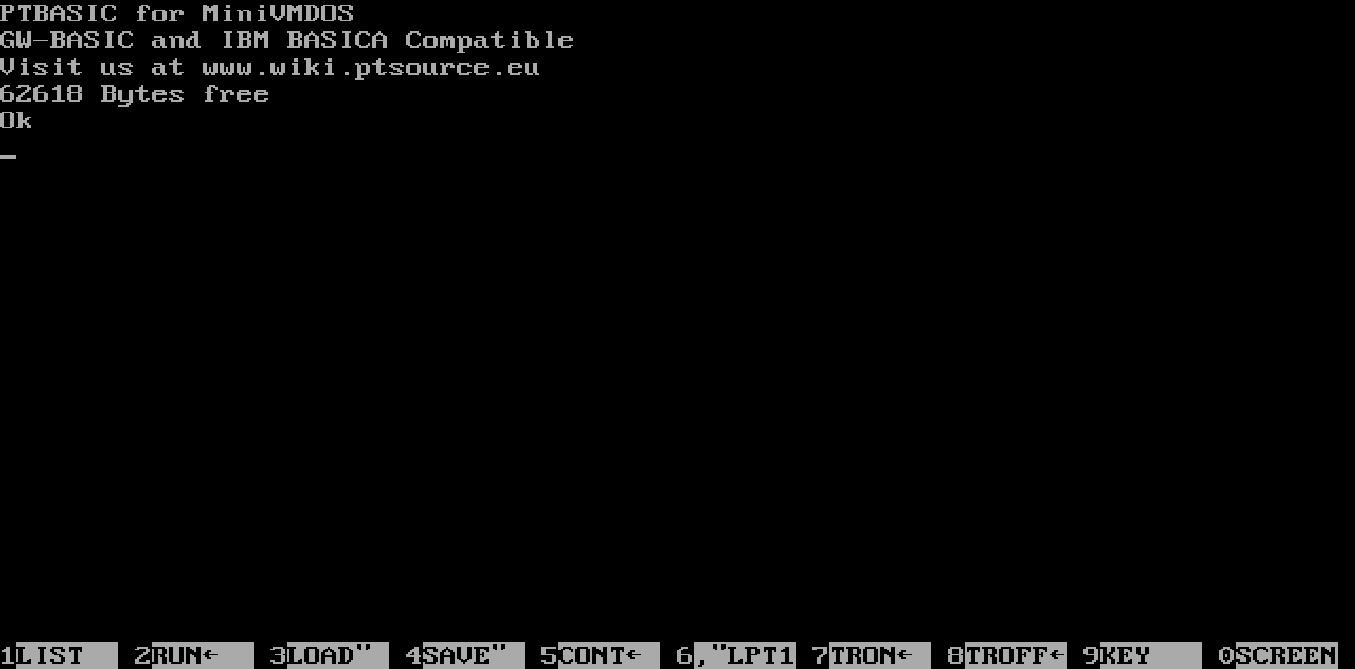 PTBASIC for MiniVMDOS
GW-BASIC and IBM BASICA Compatible
Visit us at www.wiki.ptsource.eu
62618 Bytes free
Ok
1LIST 2RUN← 3LOAD" 4SAVE" 5CONT← 6,"LPT1 7TRON← 8TROFF← 9KEY 0SCREEN